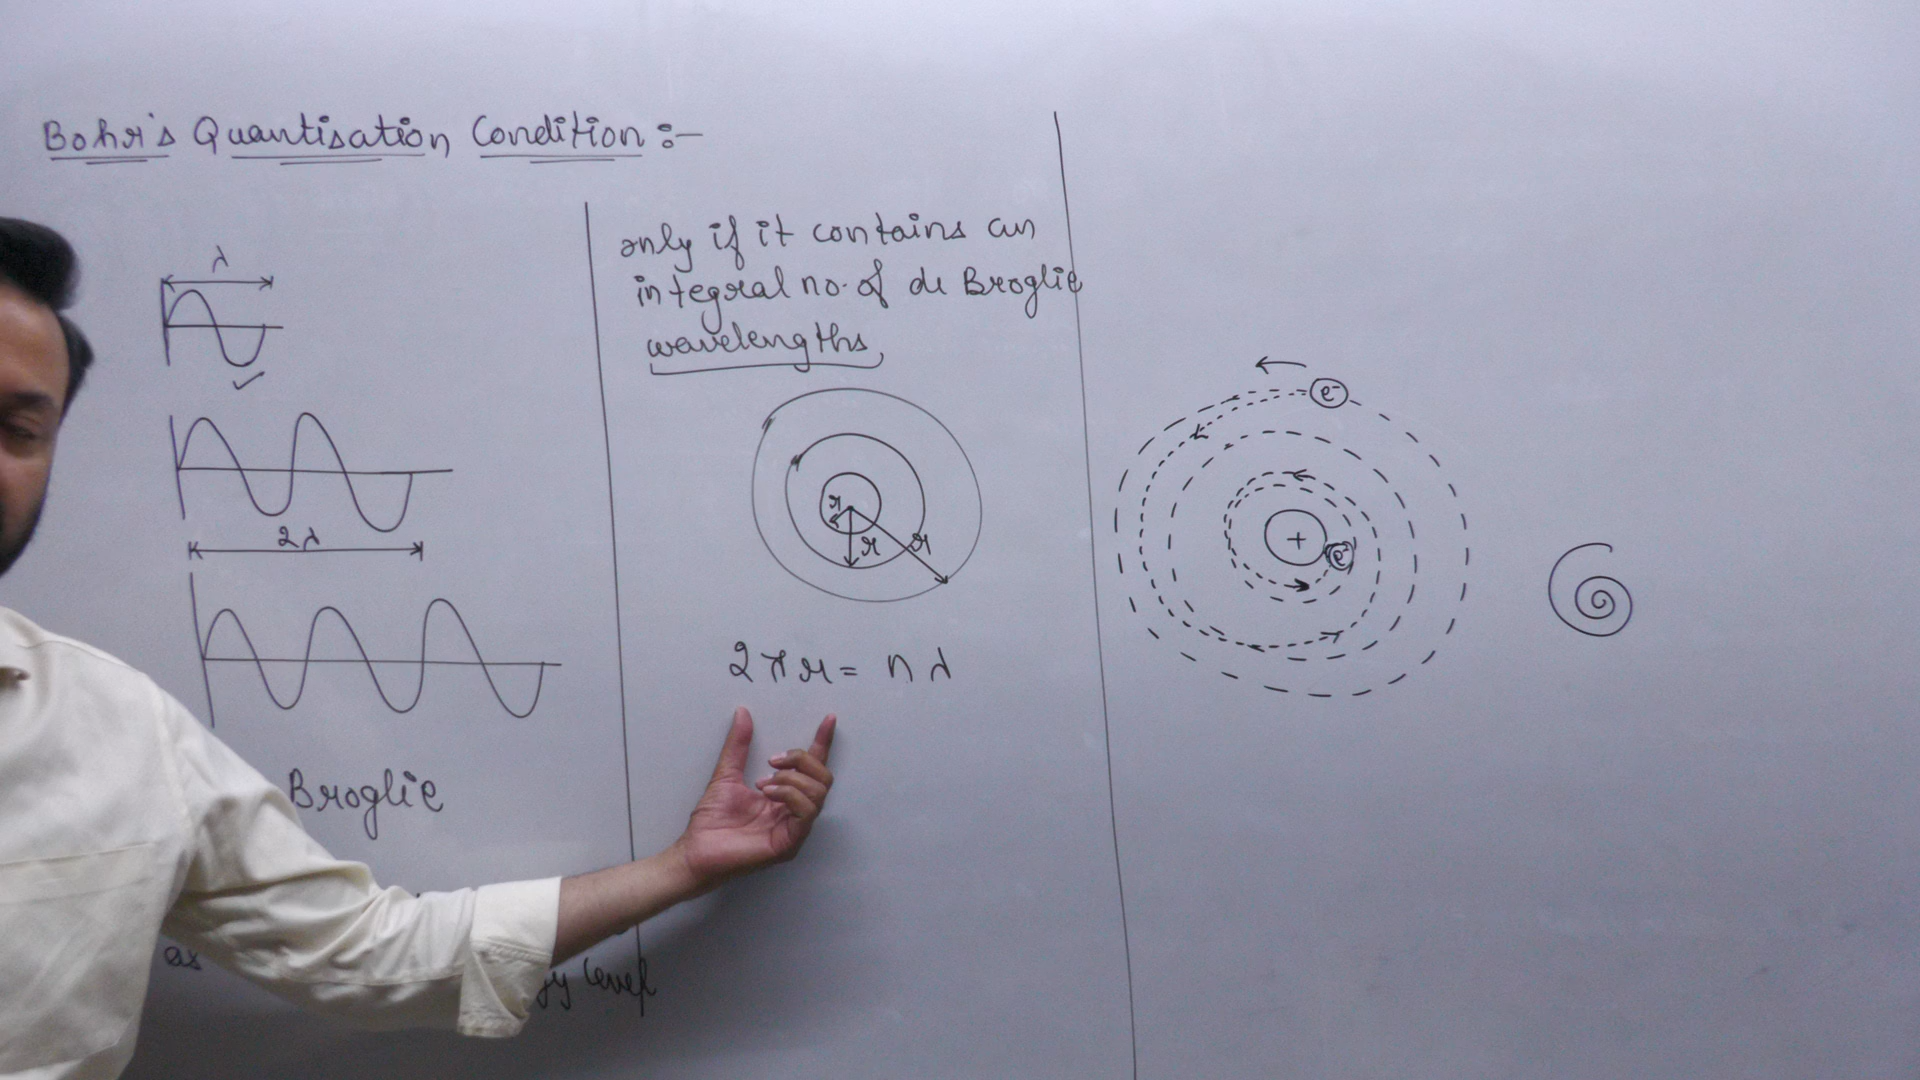 Bohr's Quantisation Condition :-
λ
2λ
Broglie
as
level
only if it contains an
integral no. of de Broglie
wavelengths,
r
r
r
2πr = nλ
e-
+
e-